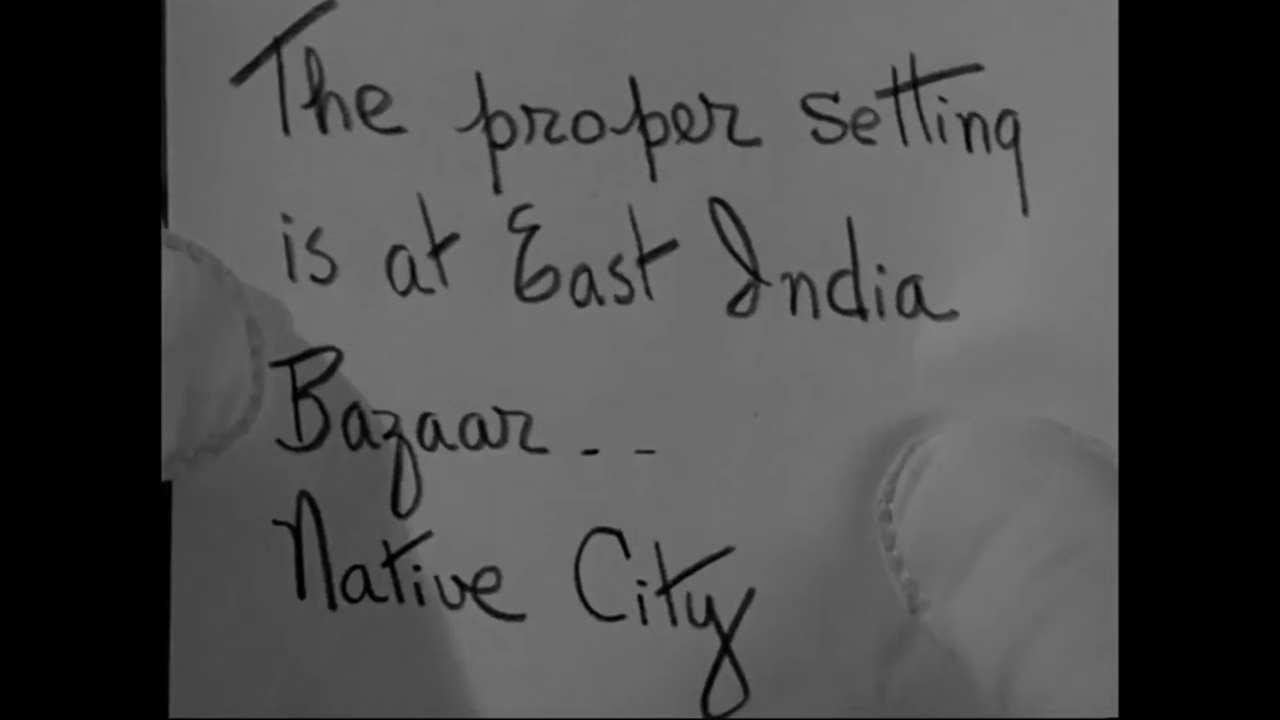 The proper setting
is at East India
Bazaar..
Native City